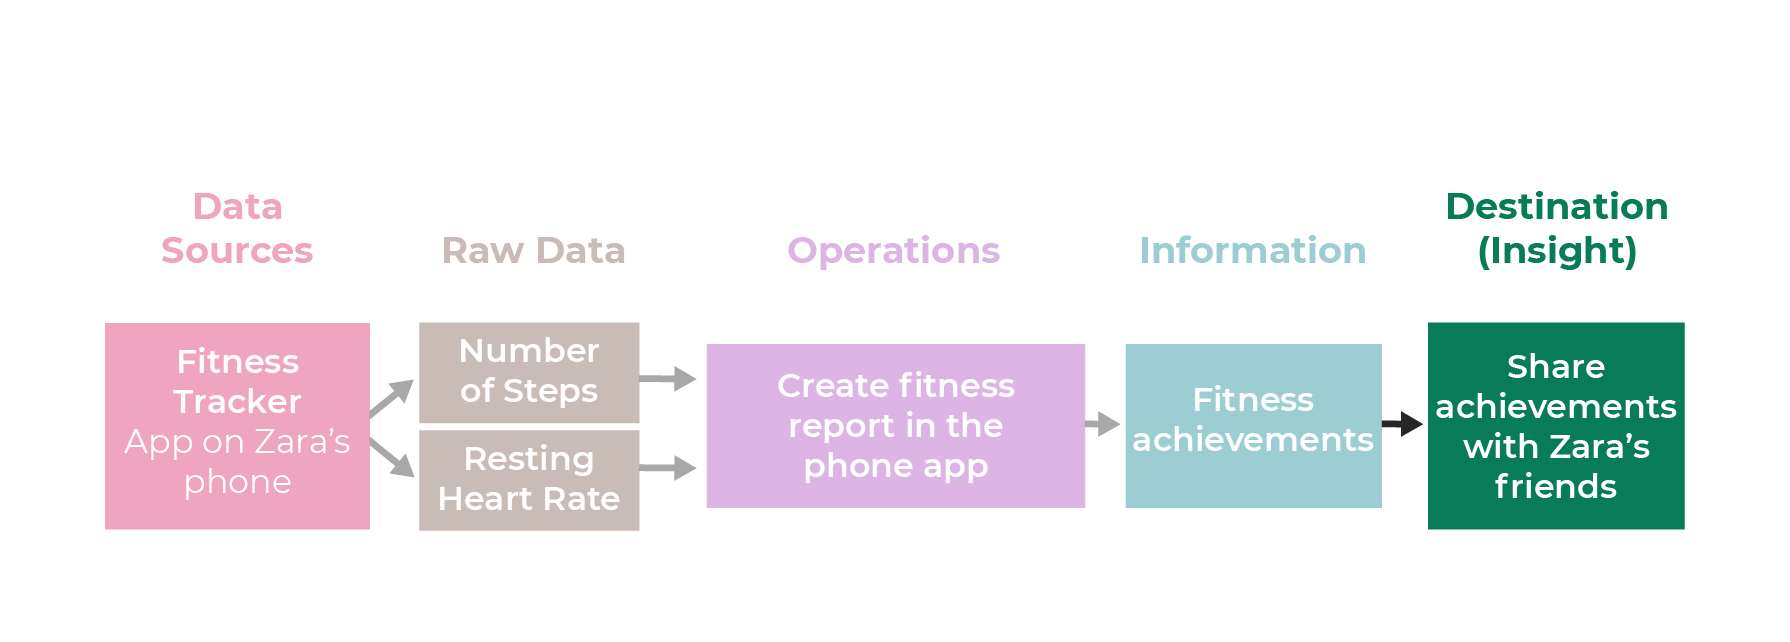 Data
Sources
Raw Data
Operations
Information
Destination
(Insight)
Fitness
Tracker
App on Zara's
phone
Number
of Steps
Resting
Heart Rate
Create fitness
report in the
phone app
Fitness
achievements
Share
achievements
with Zara's
friends